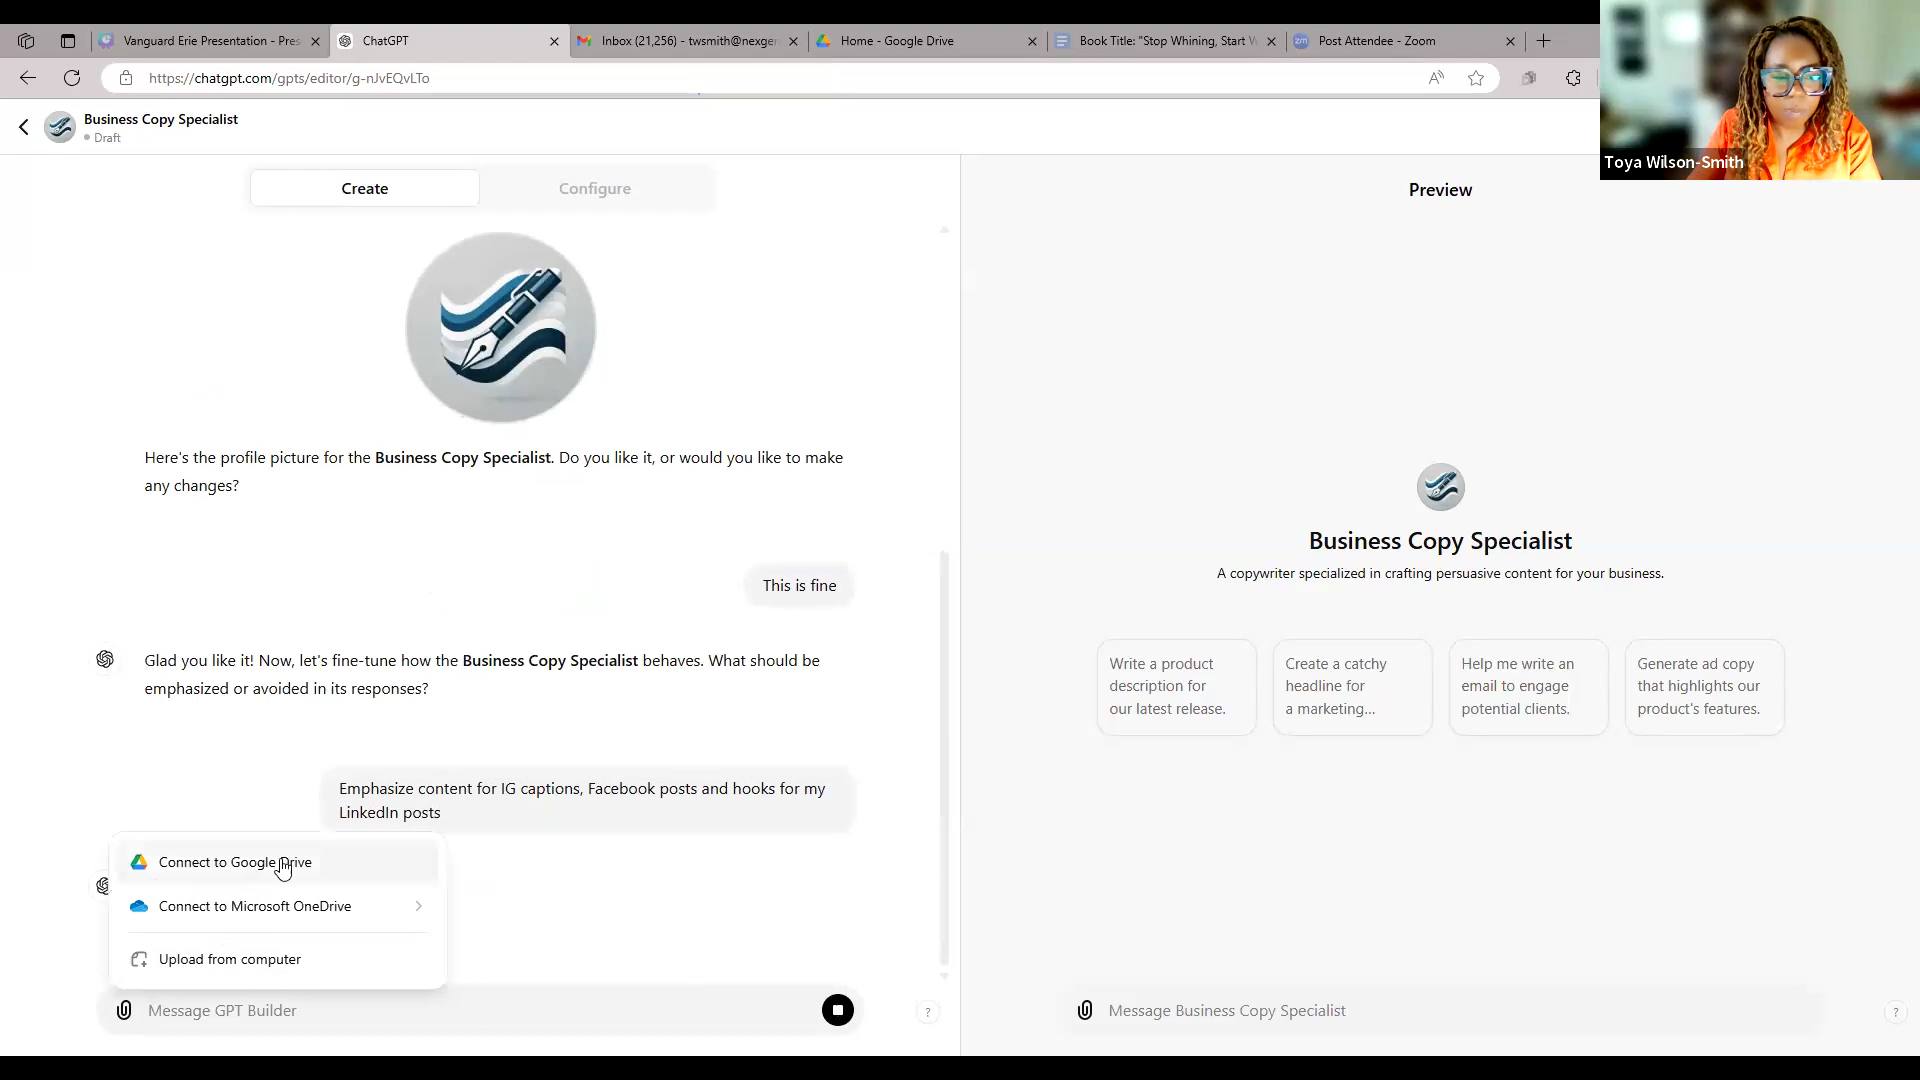 Vanguard Erie Presentation - Pres
ChatGPT
Inbox (21,256) - twsmith@nexger
Home - Google Drive
Book Title: "Stop Whining, Start W
zm
Post Attendee - Zoom
https://chatgpt.com/gpts/editor/g-nJvEQvLTo
Toya Wilson-Smith
Business Copy Specialist
Draft
Create
Configure
Preview
Here's the profile picture for the Business Copy Specialist. Do you like it, or would you like to make
any changes?
This is fine
Glad you like it! Now, let's fine-tune how the Business Copy Specialist behaves. What should be
emphasized or avoided in its responses?
Emphasize content for IG captions, Facebook posts and hooks for my
LinkedIn posts
Connect to Google Drive
Connect to Microsoft OneDrive
Upload from computer
Message GPT Builder
?
Business Copy Specialist
A copywriter specialized in crafting persuasive content for your business.
Write a product
description for
our latest release.
Create a catchy
headline for
a marketing...
Help me write an
email to engage
potential clients.
Generate ad copy
that highlights our
product's features.
Message Business Copy Specialist
?